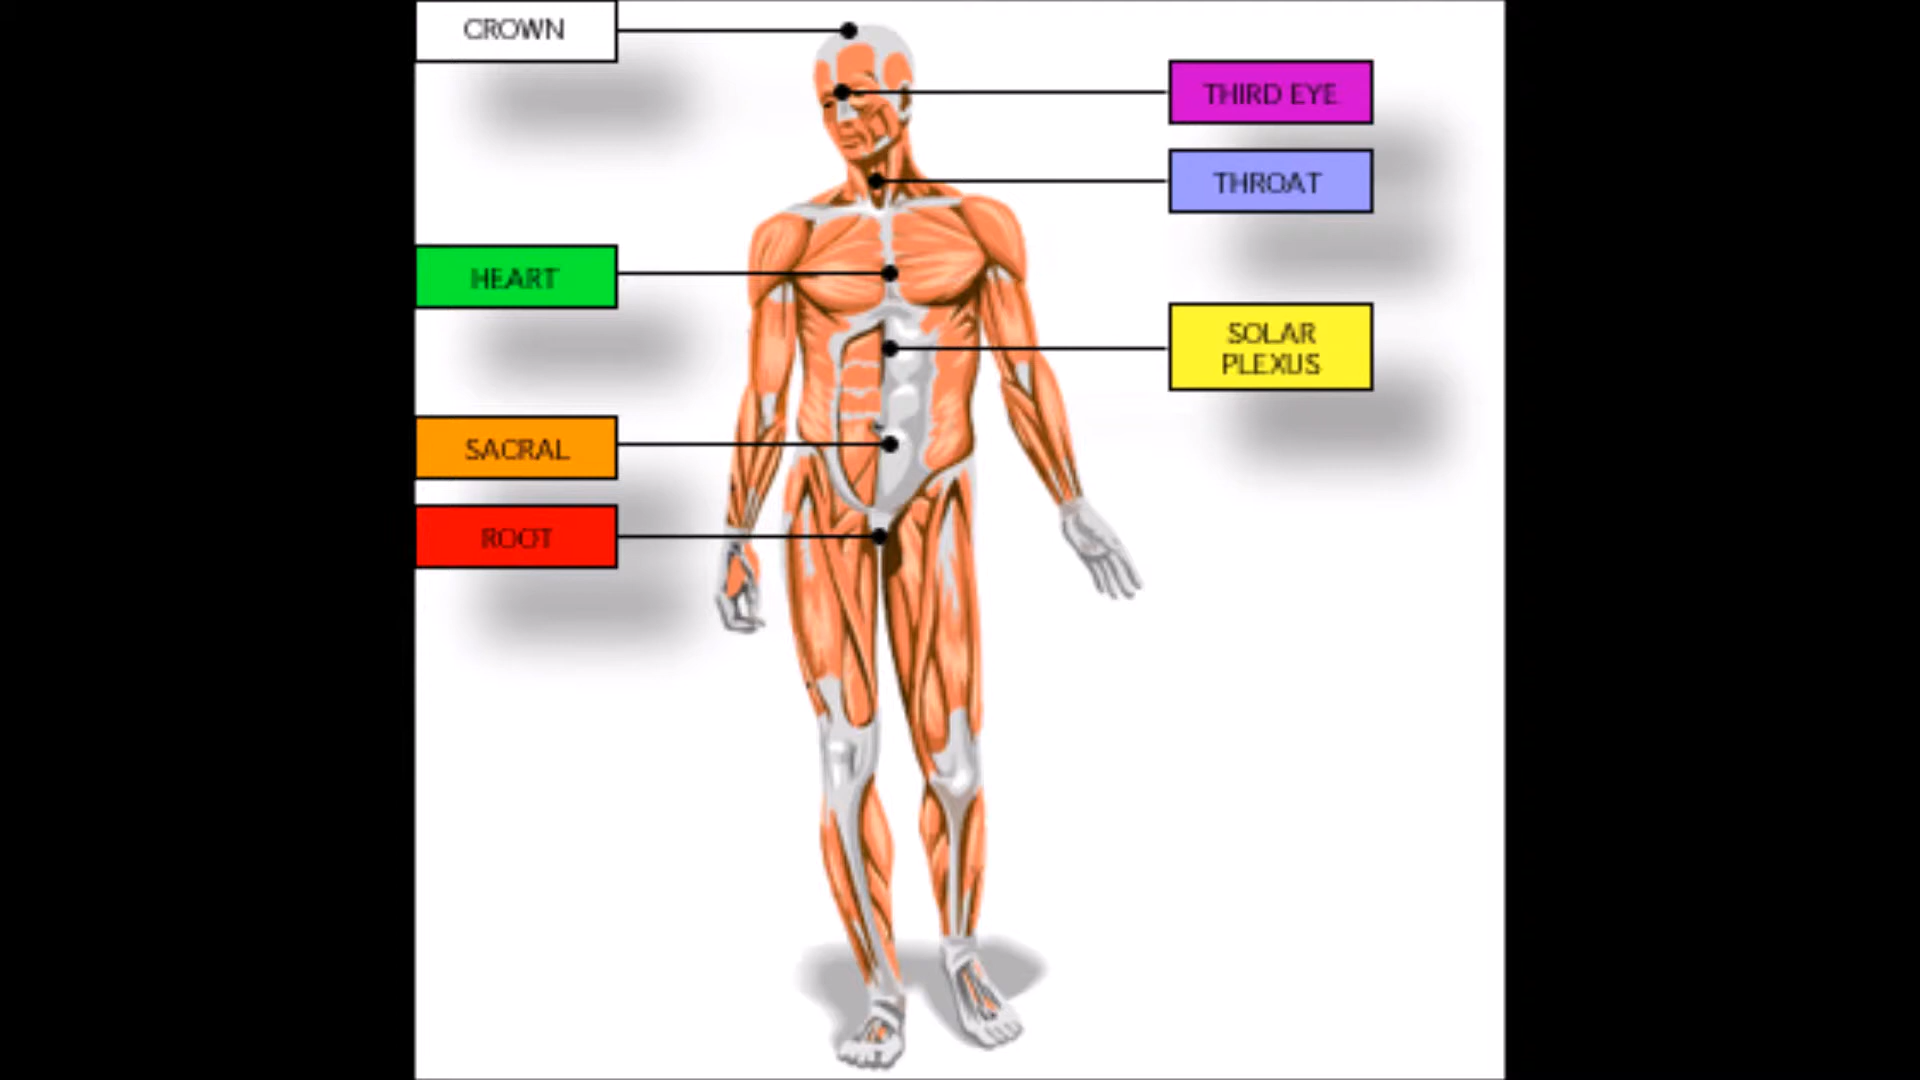 CROWN
THIRD EYE
THROAT
HEART
SOLAR
PLEXUS
SACRAL
ROOT